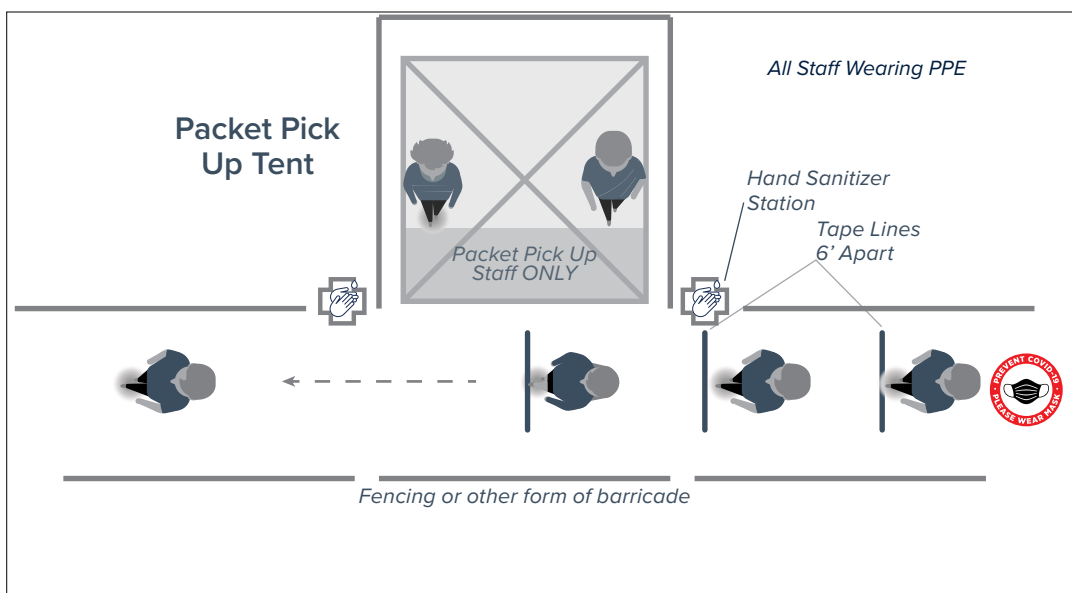 All Staff Wearing PPE
Packet Pick
Up Tent
Hand Sanitizer
Station
Tape Lines
6’ Apart
Packet Pick Up
Staff ONLY
PREVENT COVID-19
PLEASE WEAR MASK
Fencing or other form of barricade